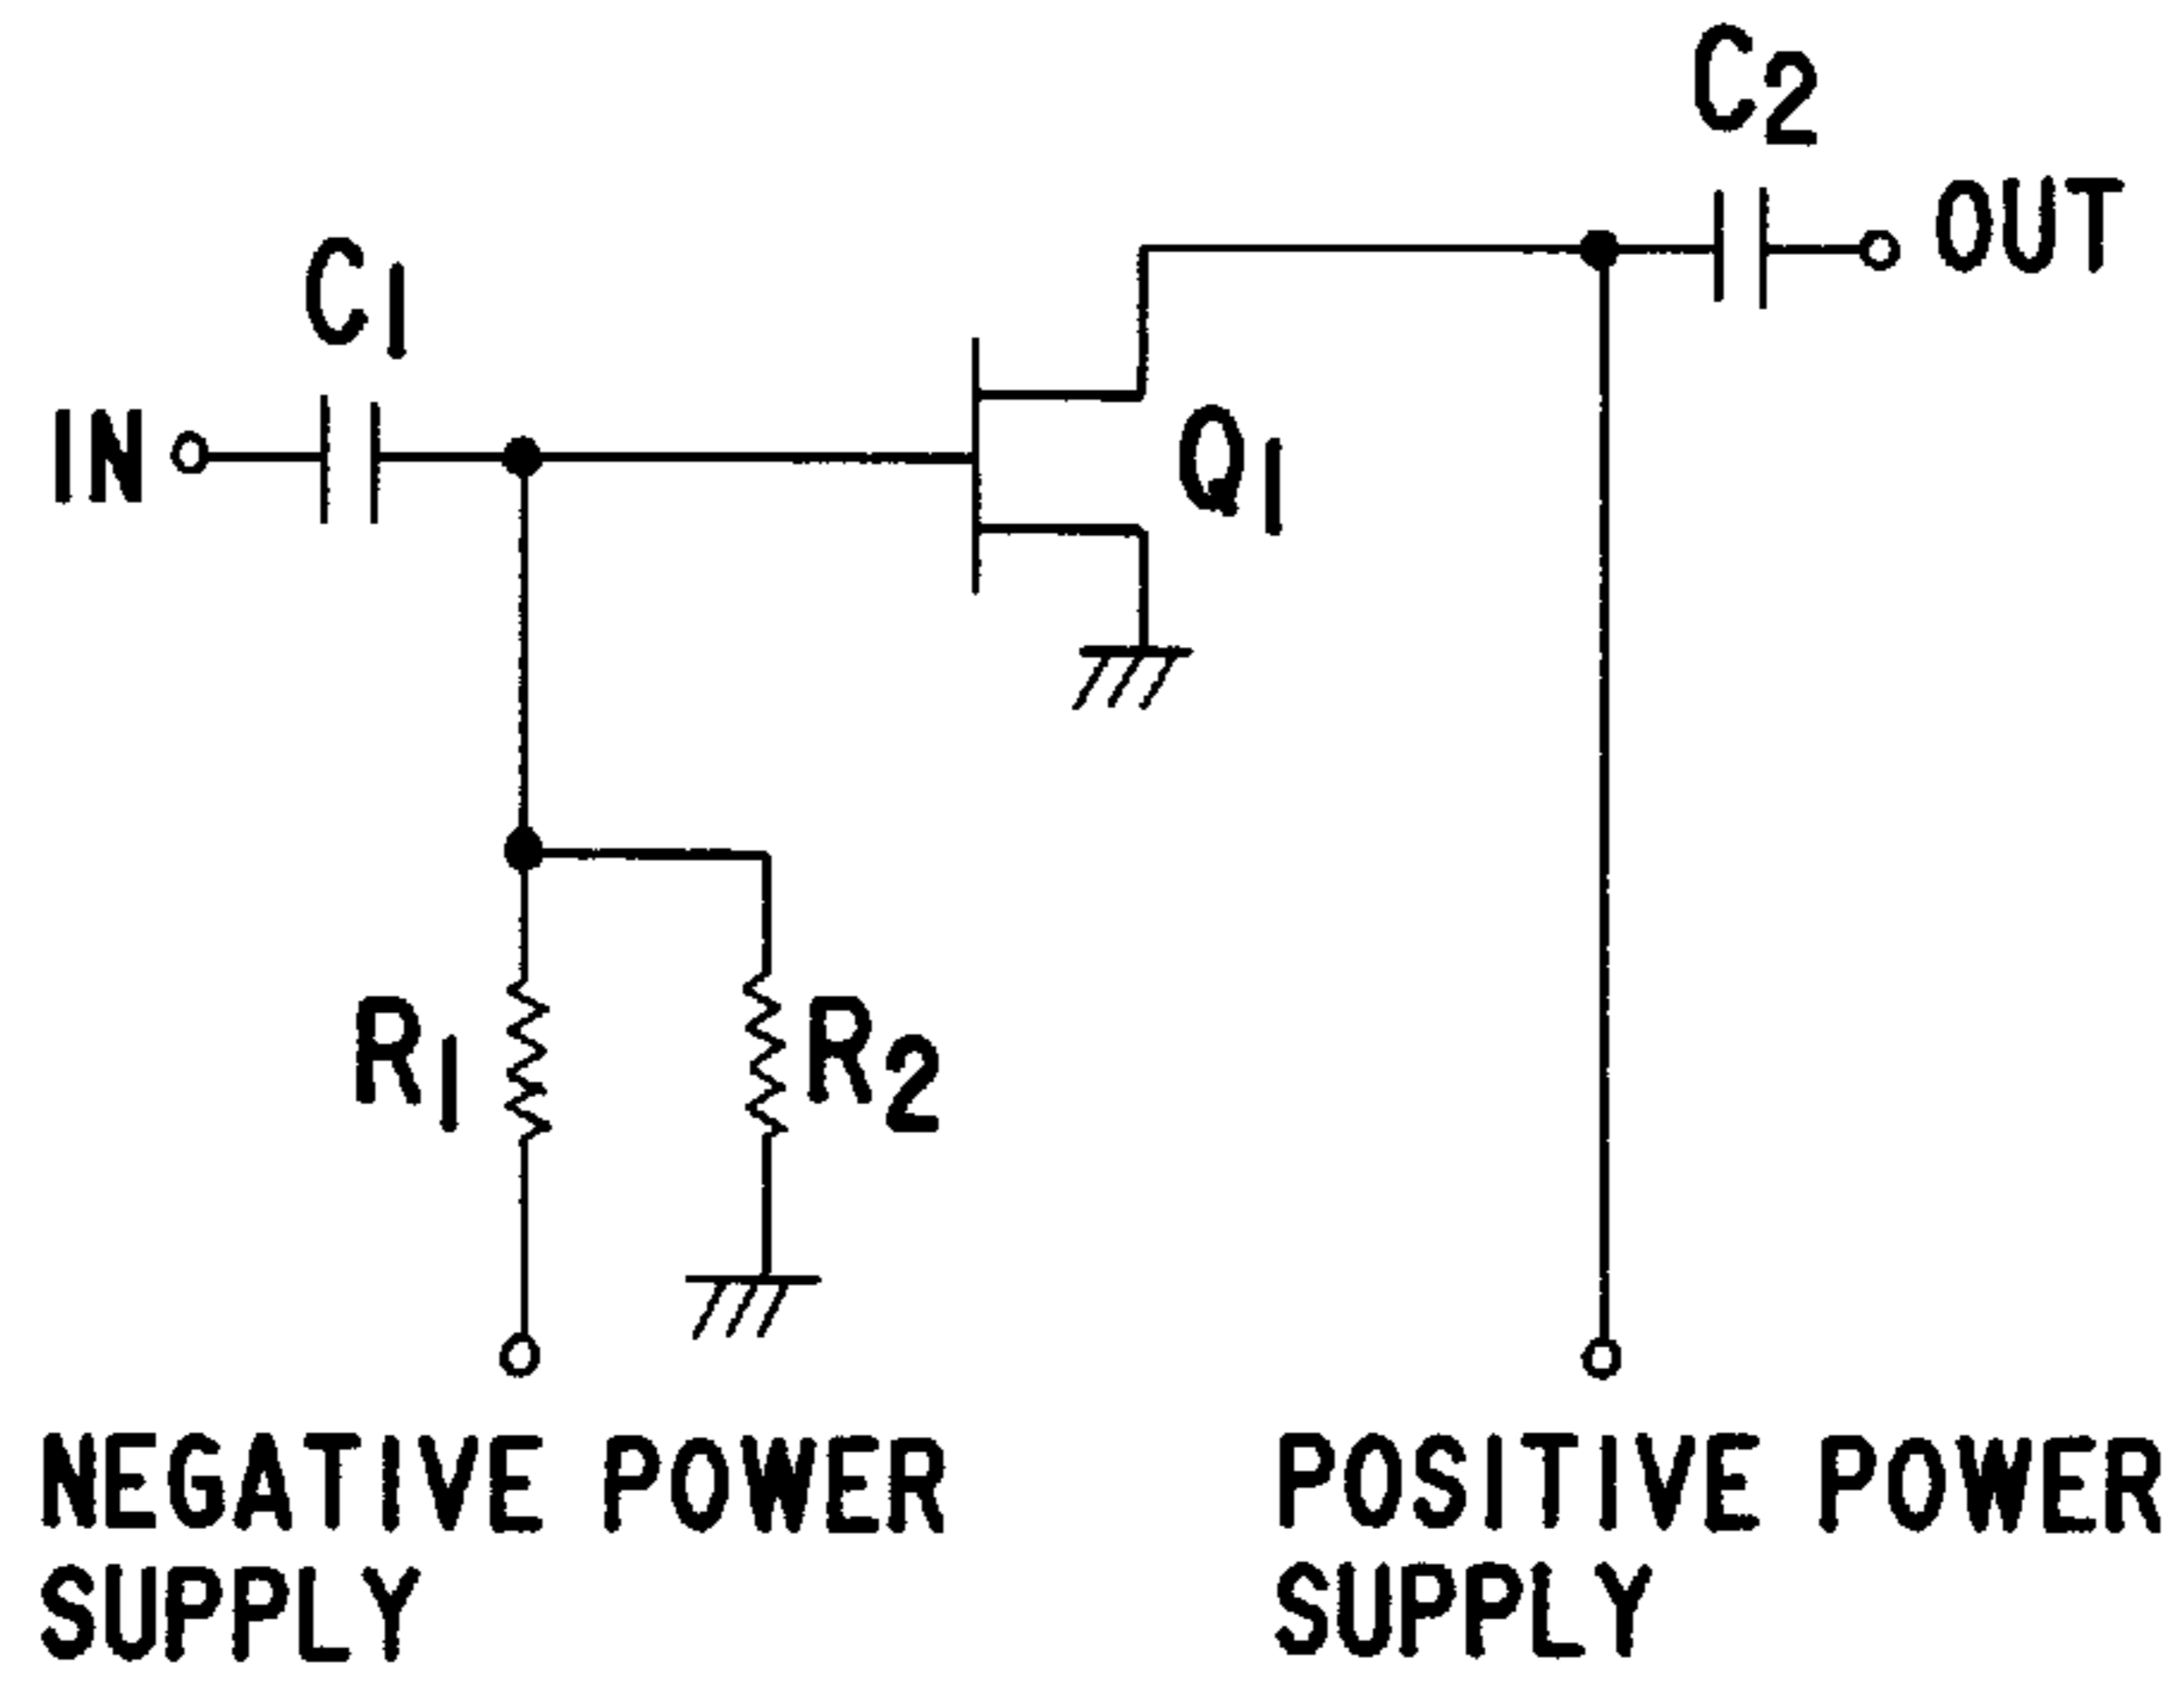 C2
OUT
C1
IN
Q1
R1
R2
NEGATIVE POWER
SUPPLY
POSITIVE POWER
SUPPLY